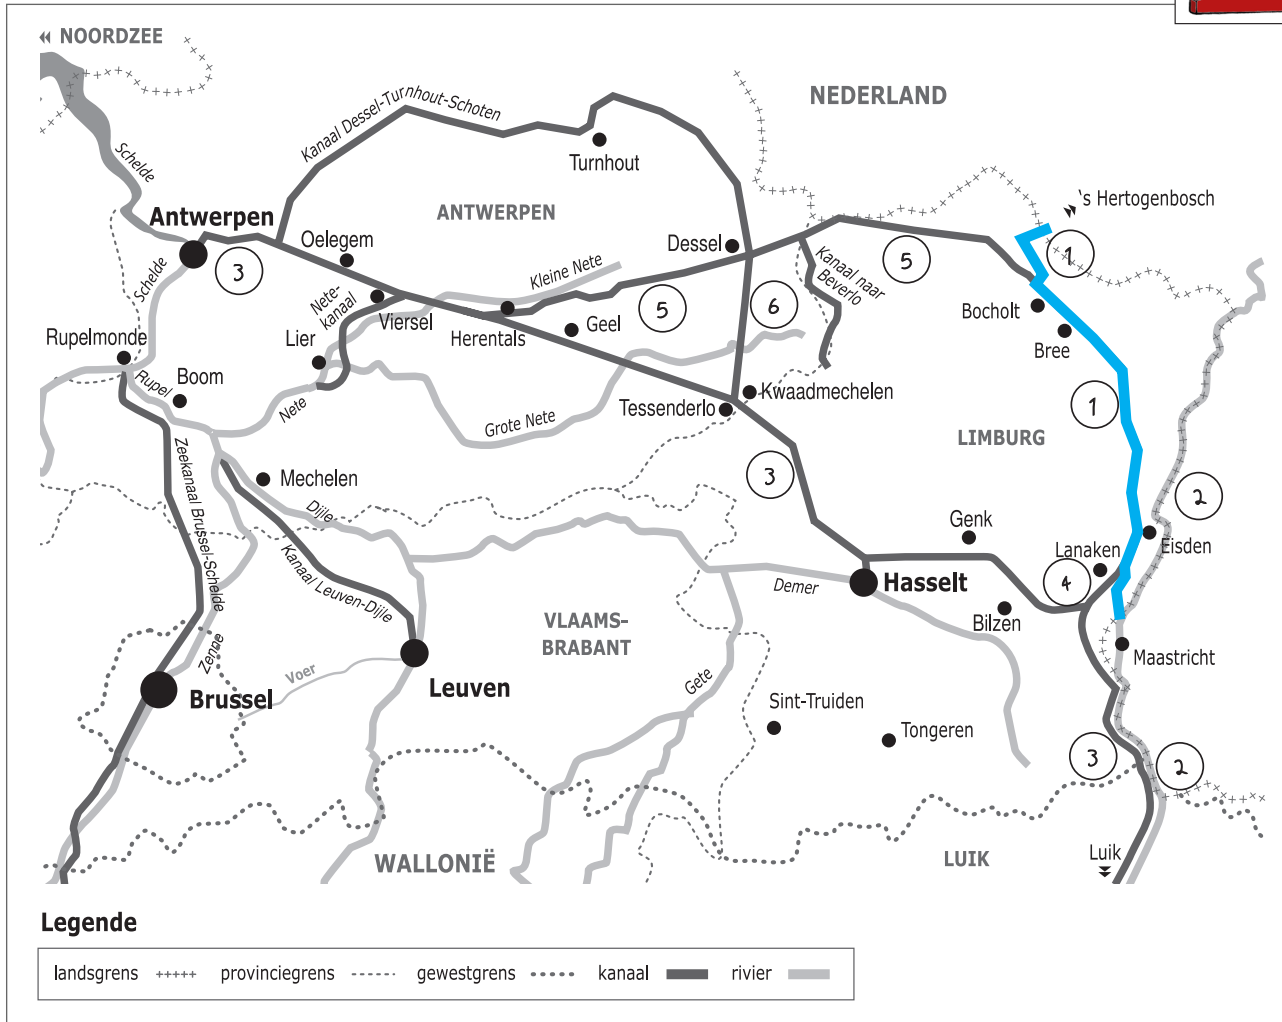 NOORDZEE
NEDERLAND
Kanaal Dessel-Turnhout-Schoten
Turnhout
Schelde
's Hertogenbosch
Antwerpen
ANTWERPEN
1
Oelegem
Dessel
3
Schelde
Kleine Nete
5
Kanaal naar
Beverlo
Nete-
kanaal
Viersel
5
6
Bocholt
Herentals
Geel
Rupelmonde
Lier
Bree
Rupel
Boom
Nete
Kwaadmechelen
Tessenderlo
1
Grote Nete
LIMBURG
Zeekanaal Brussel-Schelde
Mechelen
3
2
Dijle
Genk
Eisden
Kanaal Leuven-Dijle
Lanaken
Demer
Hasselt
4
VLAAMS-
BRABANT
Bilzen
Zenne
Voer
Maastricht
Brussel
Leuven
Gete
Sint-Truiden
Tongeren
3
2
WALLONIË
LUIK
Luik
Legende
landsgrens
provinciegrens
gewestgrens
kanaal
rivier